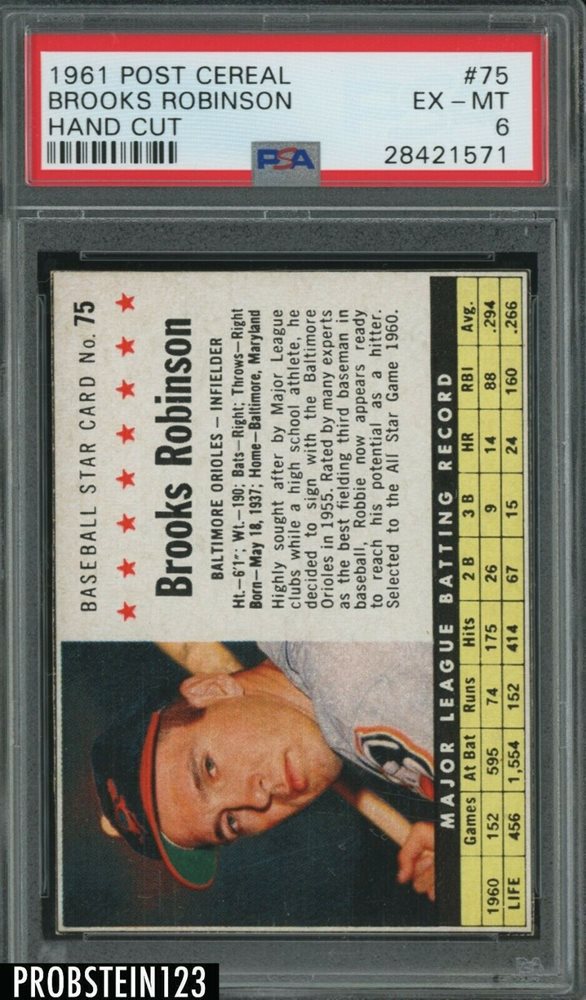 1961 POST CEREAL #75
BROOKS ROBINSON EX - MT
HAND CUT 6
PSA 28421571
BASEBALL STAR CARD No. 75
Brooks Robinson
BALTIMORE ORIOLES – INFIELDER
Ht.—6'1"; Wt.—190; Bats—Right; Throws—Right
Born—May 18, 1937; Home—Baltimore, Maryland
Highly sought after by Major League
clubs while a high school athlete, he
decided to sign with the Baltimore
Orioles in 1955. Rated by many experts
as the best fielding third baseman in
baseball, Robbie now appears ready
to reach his potential as a hitter.
Selected to the All Star Game 1960.
MAJOR LEAGUE BATTING RECORD
Games At Bat Runs Hits 2 B 3 B HR RBI Avg.
1960 152 595 74 175 26 9 14 88 .294
LIFE 456 1,554 152 414 67 15 24 160 .266
PROBSTEIN123